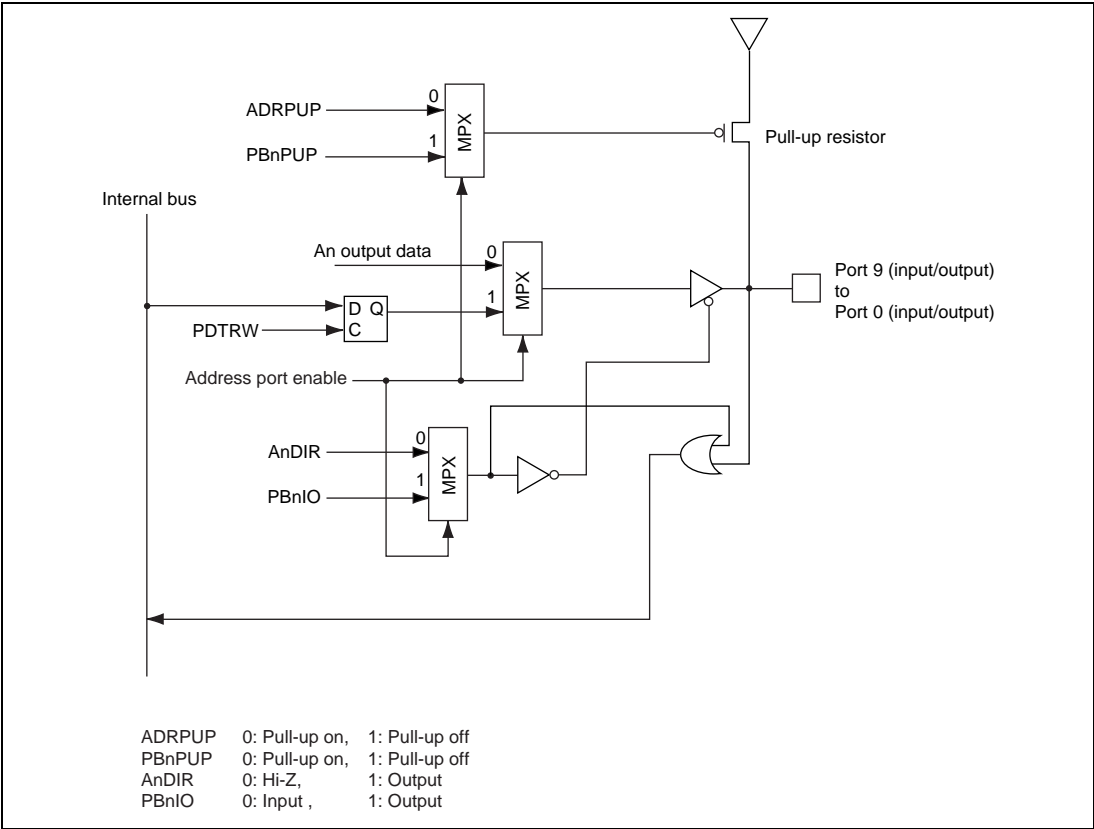 ADRPUP
0
PBnPUP
1
MPX
Pull-up resistor
Internal bus
An output data
0
1
MPX
D Q
C
PDTRW
Port 9 (input/output)
to
Port 0 (input/output)
Address port enable
AnDIR
0
PBnIO
1
MPX
ADRPUP 0: Pull-up on, 1: Pull-up off
PBnPUP 0: Pull-up on, 1: Pull-up off
AnDIR 0: Hi-Z, 1: Output
PBnIO 0: Input , 1: Output